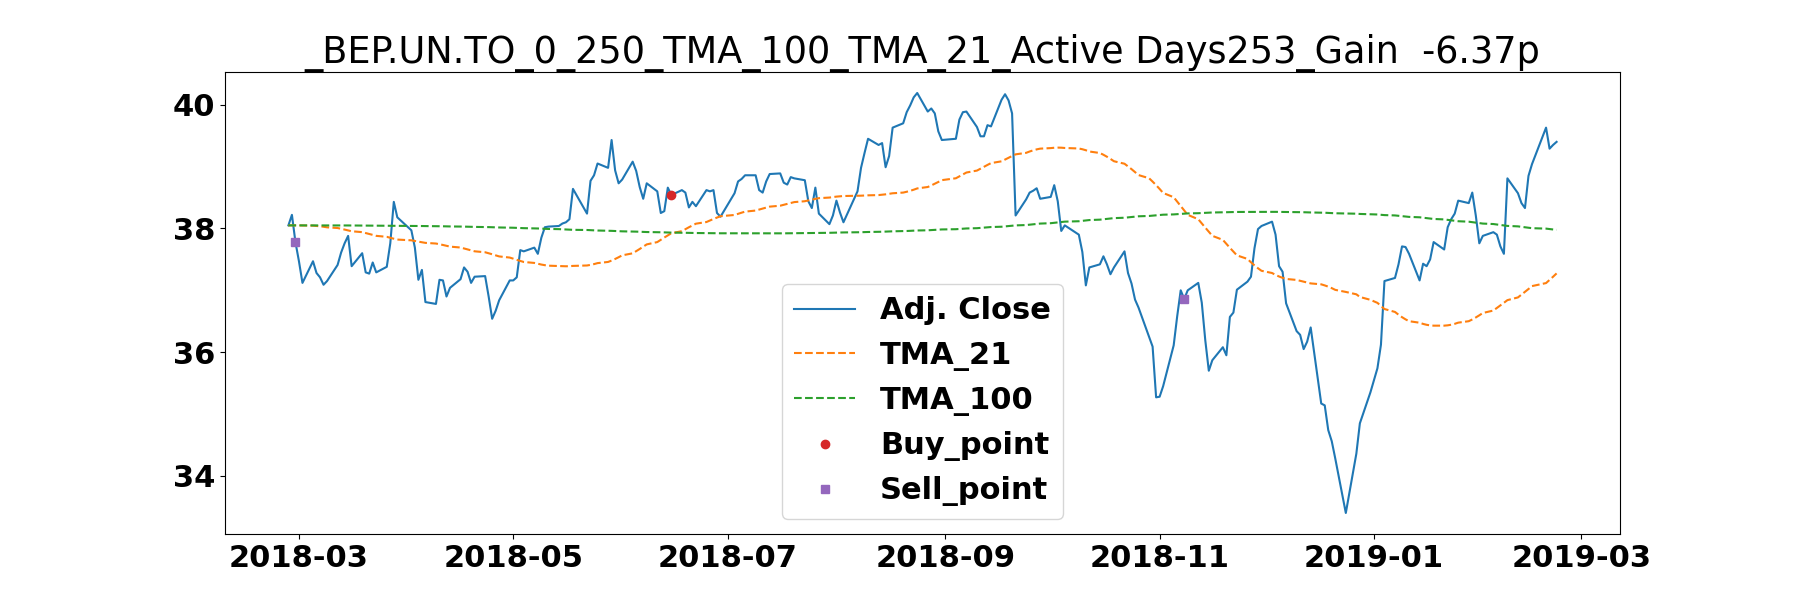 _BEP.UN.TO_0_250_TMA_100_TMA_21_Active Days253_Gain  -6.37p
40
38
36
34
Adj. Close
TMA_21
TMA_100
Buy_point
Sell_point
2018-03 2018-05 2018-07 2018-09 2018-11 2019-01 2019-03